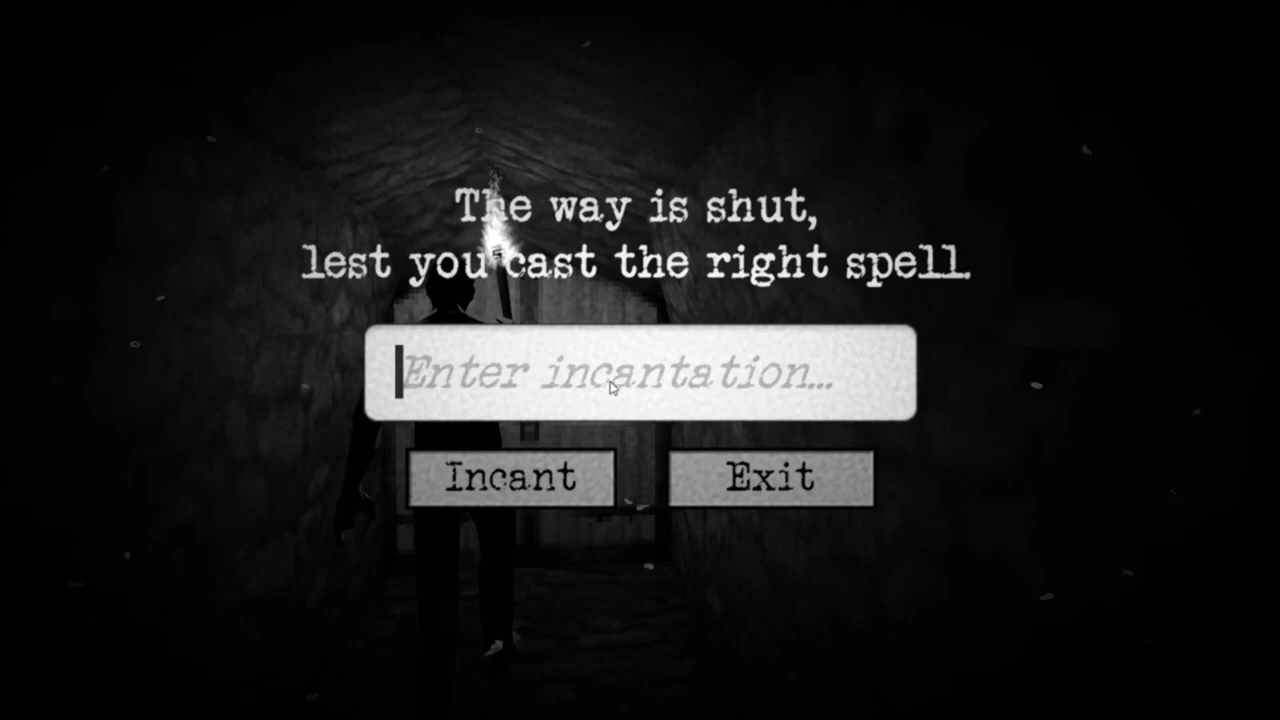 The way is shut,
lest you cast the right spell.
Enter incantation...
Incant
Exit